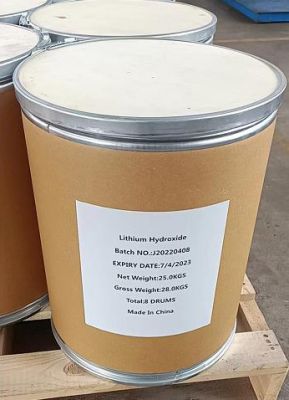 Lithium Hydroxide
Batch NO.:J20220408
EXPIRY DATE:7/4/2023
Net Weight:25.0KGS
Gross Weight:28.0KGS
Total:8 DRUMS
Made In China